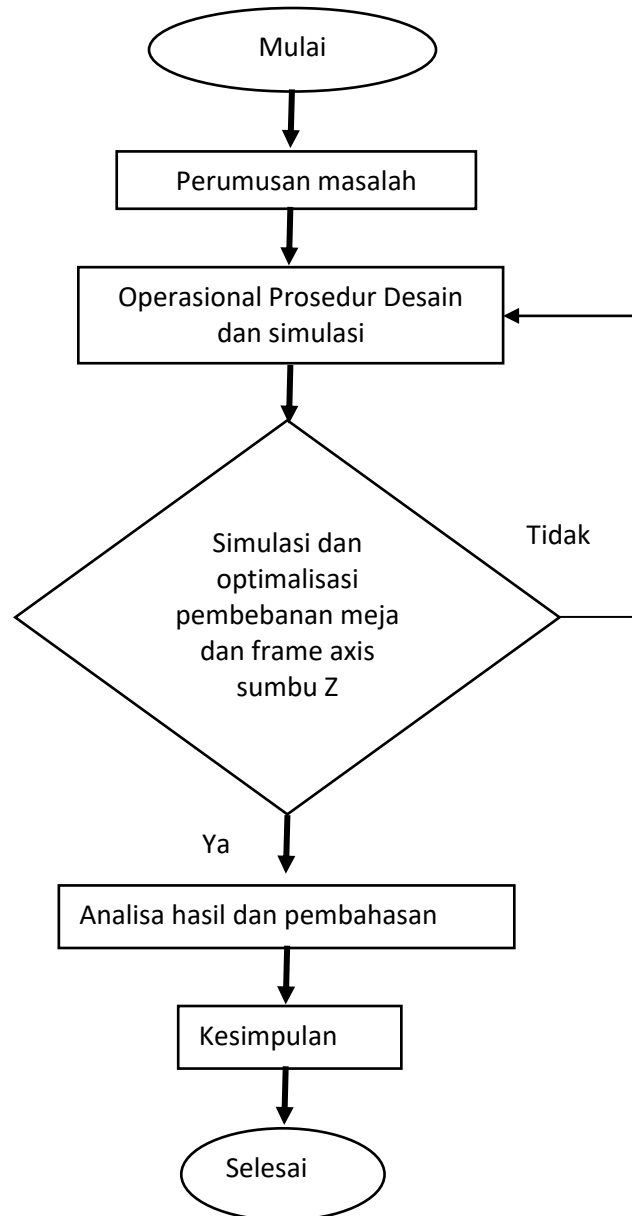 Mulai
Perumusan masalah
Operasional Prosedur Desain
dan simulasi
Tidak
Simulasi dan
optimalisasi
pembebanan meja
dan frame axis
sumbu Z
Ya
Analisa hasil dan pembahasan
Kesimpulan
Selesai